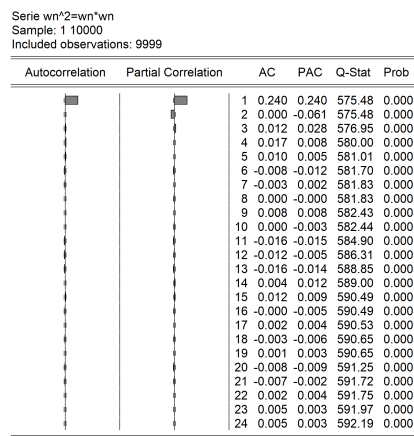 Serie wn^2=wn*wn
Sample: 1 10000
Included observations: 9999
Autocorrelation Partial Correlation AC PAC Q-Stat Prob
1 0.240 0.240 575.48 0.000
2 0.000 -0.061 575.48 0.000
3 0.012 0.028 576.95 0.000
4 0.017 0.008 580.00 0.000
5 0.010 0.005 581.01 0.000
6 -0.008 -0.012 581.70 0.000
7 -0.003 0.002 581.83 0.000
8 0.000 -0.000 581.83 0.000
9 0.008 0.008 582.43 0.000
10 0.000 -0.003 582.44 0.000
11 -0.016 -0.015 584.90 0.000
12 -0.012 -0.005 586.31 0.000
13 -0.016 -0.014 588.85 0.000
14 0.004 0.012 589.00 0.000
15 0.012 0.009 590.49 0.000
16 -0.000 -0.005 590.49 0.000
17 0.002 0.004 590.53 0.000
18 -0.003 -0.006 590.65 0.000
19 0.001 0.003 590.65 0.000
20 -0.008 -0.009 591.25 0.000
21 -0.007 -0.002 591.72 0.000
22 0.002 0.004 591.75 0.000
23 0.005 0.003 591.97 0.000
24 0.005 0.003 592.19 0.000